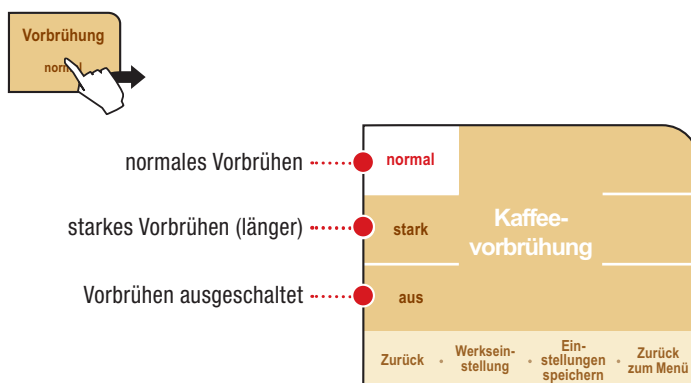 Vorbrühung
normal
normales Vorbrühen
normal
starkes Vorbrühen (länger)
stark
Kaffee-
vorbrühung
Vorbrühen ausgeschaltet
aus
Zurück
Werksein-
stellung
Ein-
stellungen
speichern
Zurück
zum Menü